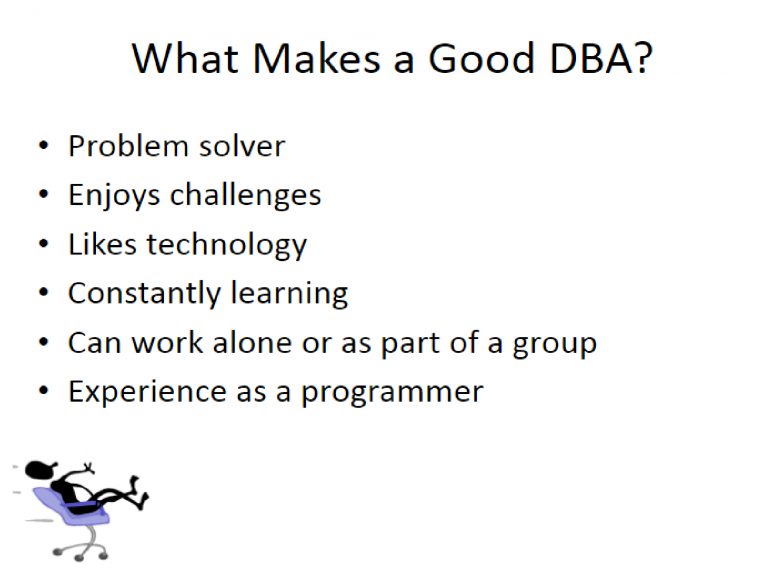 What Makes a Good DBA?
• Problem solver
• Enjoys challenges
• Likes technology
• Constantly learning
• Can work alone or as part of a group
• Experience as a programmer